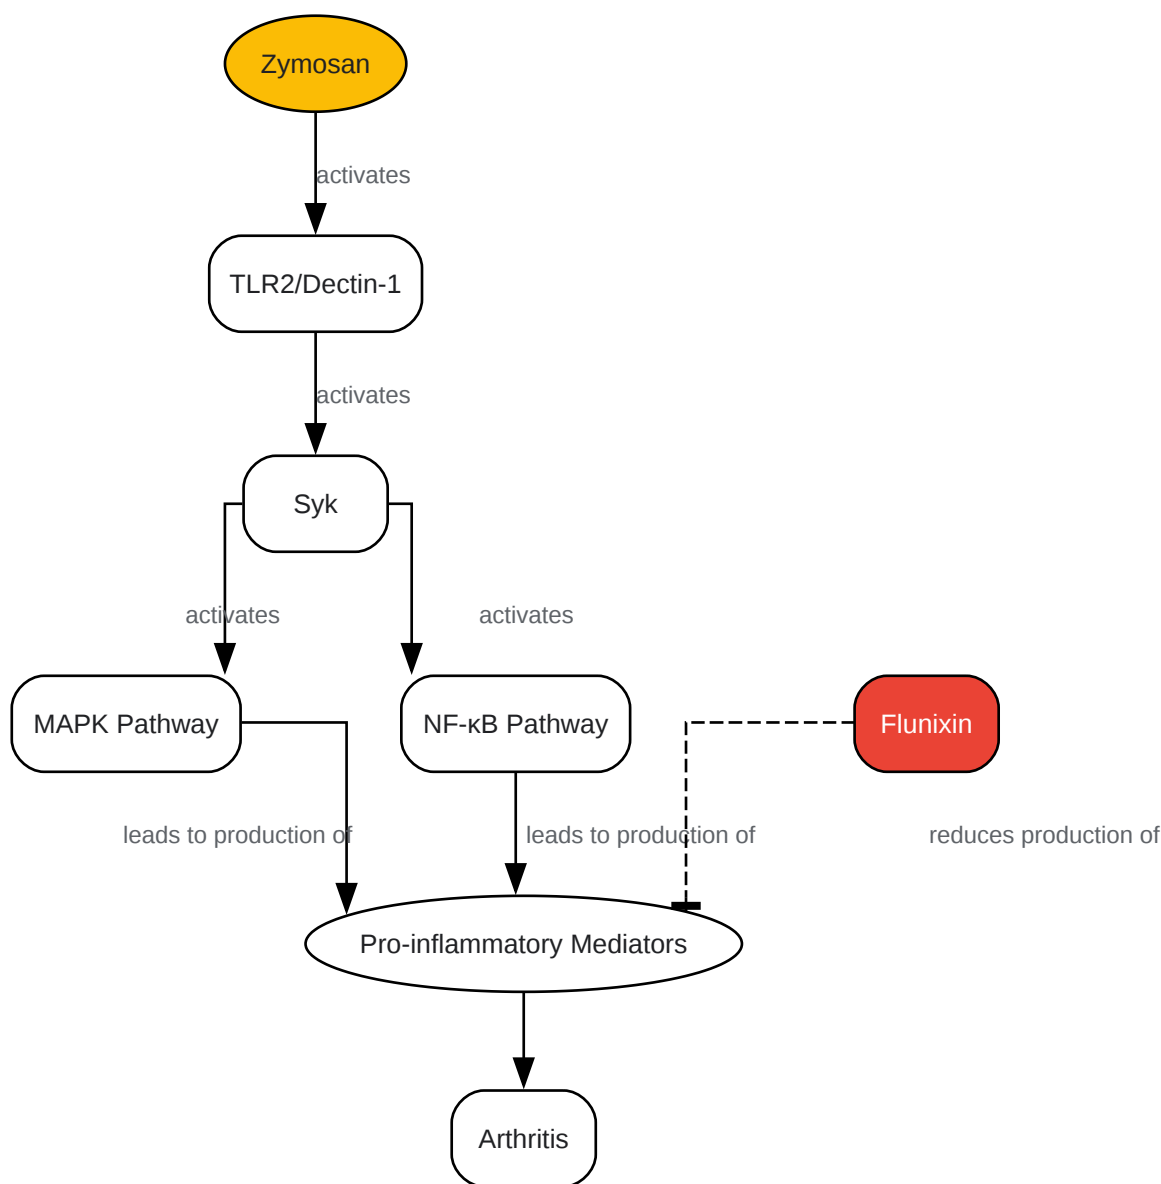 Zymosan
activates
TLR2/Dectin-1
activates
Syk
activates
activates
MAPK Pathway
NF-κB Pathway
Flunixin
leads to production of
leads to production of
reduces production of
Pro-inflammatory Mediators
Arthritis